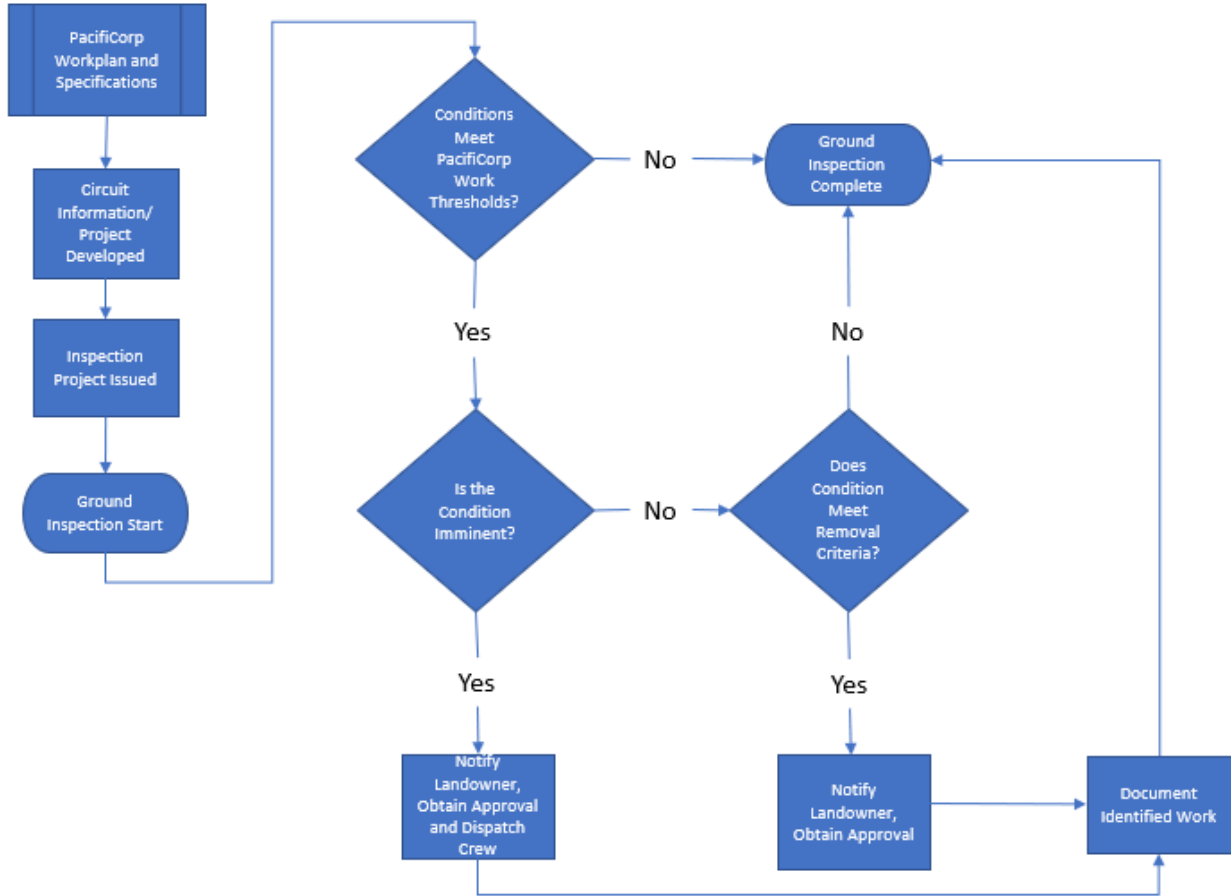 PacifiCorp
Workplan and
Specifications
Circuit
Information/
Project
Developed
Inspection
Project Issued
Ground
Inspection Start
Conditions
Meet
PacifiCorp
Work
Thresholds?
No
Ground
Inspection
Complete
Yes
No
Is the
Condition
Imminent?
No
Does
Condition
Meet
Removal
Criteria?
Yes
Yes
Notify
Landowner,
Obtain Approval
and Dispatch
Crew
Notify
Landowner,
Obtain Approval
Document
Identified Work